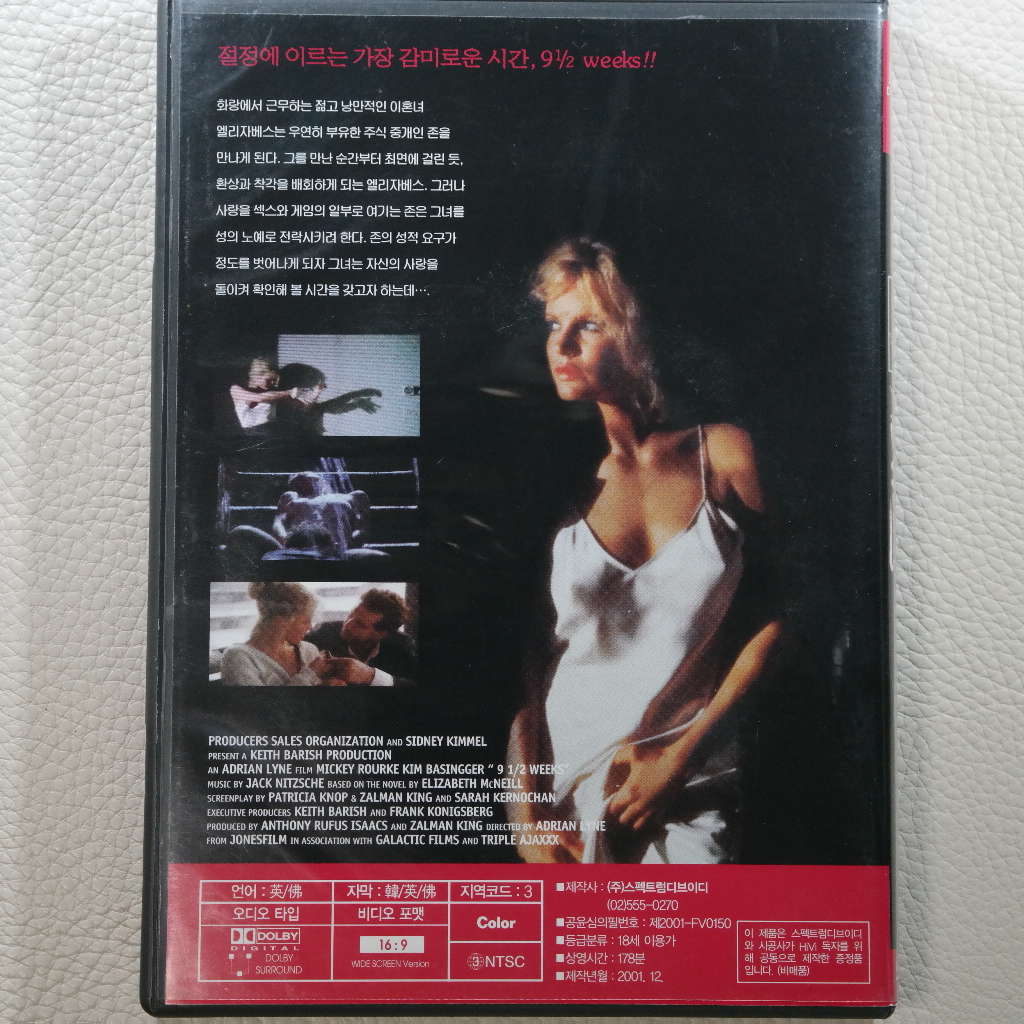 절정에 이르는 가장 감미로운 시간, 9½ weeks!!
화랑에서 근무하는 젊고 낭만적인 이혼녀
엘리자베스는 우연히 부유한 주식 중개인 존을
만나게 된다. 그를 만난 순간부터 최면에 걸린 듯,
환상과 착각을 배회하게 되는 엘리자베스. 그러나
사랑을 섹스와 게임의 일부로 여기는 존은 그녀를
성의 노예로 전락시키려 한다. 존의 성적 요구가
정도를 벗어나게 되자 그녀는 자신의 사랑을
돌이켜 확인해 볼 시간을 갖고자 하는데….
PRODUCERS SALES ORGANIZATION AND SIDNEY KIMMEL
PRESENT A KEITH BARISH PRODUCTION
AN ADRIAN LYNE FILM MICKEY ROURKE KIM BASINGGER " 9 1/2 WEEKS"
MUSIC BY JACK NITZSCHE BASED ON THE NOVEL BY ELIZABETH McNEILL
SCREENPLAY BY PATRICIA KNOP & ZALMAN KING AND SARAH KERNOCHAN
EXECUTIVE PRODUCERS KEITH BARISH AND FRANK KONIGSBERG
PRODUCED BY ANTHONY RUFUS ISAACS AND ZALMAN KING DIRECTED BY ADRIAN LYNE
FROM JONESFILM IN ASSOCIATION WITH GALACTIC FILMS AND TRIPLE AJAXXX
언어 : 英/佛 자막 : 韓/英/佛 지역코드 : 3
오디오 타입 비디오 포맷 Color
DOLBY
DIGITAL
DOLBY
SURROUND
16 : 9
WIDE SCREEN Version
3 NTSC
■제작사 : (주)스펙트럼디브이디
(02)555-0270
■공윤심의필번호 : 제2001-FV0150
■등급분류 : 18세 이용가
■상영시간 : 178분
■제작년월 : 2001. 12.
이 제품은 스펙트럼디브이디
와 시공사가 HiVi 독자를 위
해 공동으로 제작한 증정품
입니다. (비매품)